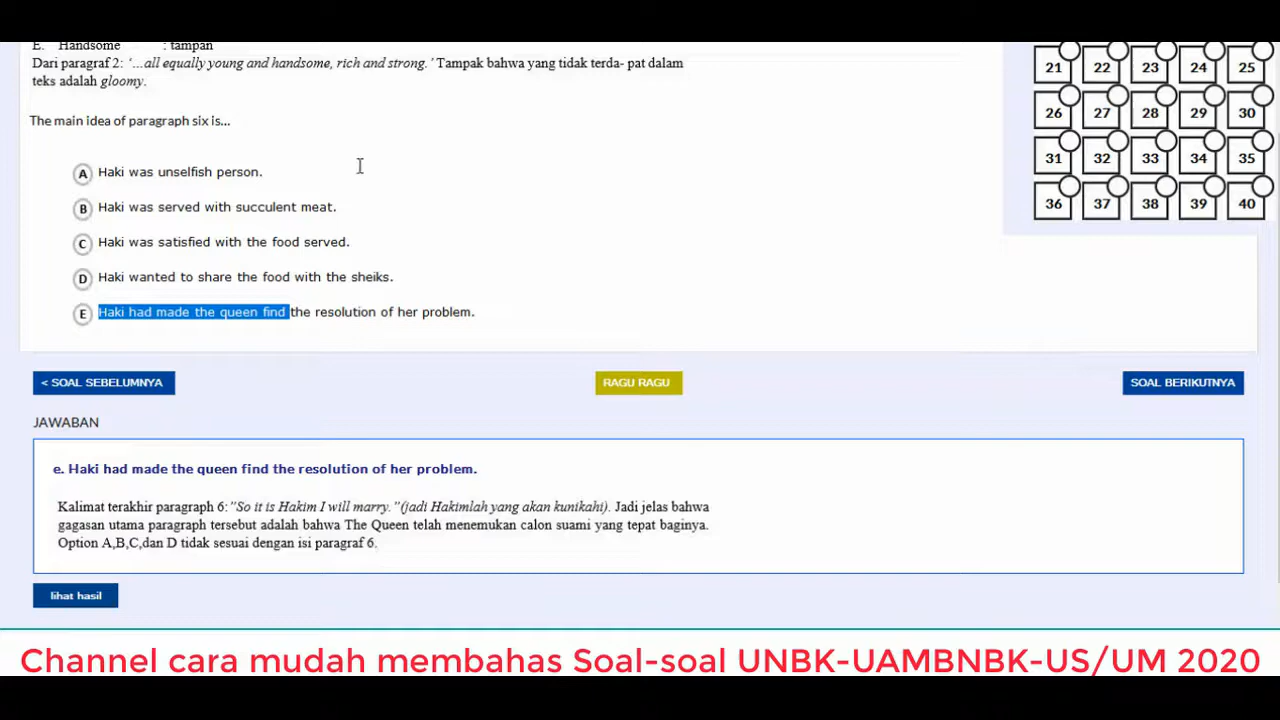 E. Handsome : tampan
Dari paragraf 2: '...all equally young and handsome, rich and strong.' Tampak bahwa yang tidak terda- pat dalam
teks adalah gloomy.
The main idea of paragraph six is...
A Haki was unselfish person.
B Haki was served with succulent meat.
C Haki was satisfied with the food served.
D Haki wanted to share the food with the sheiks.
E Haki had made the queen find the resolution of her problem.
21 22 23 24 25
26 27 28 29 30
31 32 33 34 35
36 37 38 39 40
< SOAL SEBELUMNYA
RAGU RAGU
SOAL BERIKUTNYA
JAWABAN
e. Haki had made the queen find the resolution of her problem.
Kalimat terakhir paragraph 6:"So it is Hakim I will marry."(jadi Hakimlah yang akan kunikahi). Jadi jelas bahwa
gagasan utama paragraph tersebut adalah bahwa The Queen telah menemukan calon suami yang tepat baginya.
Option A,B,C,dan D tidak sesuai dengan isi paragraf 6.
lihat hasil
Channel cara mudah membahas Soal-soal UNBK-UAMBNBK-US/UM 2020